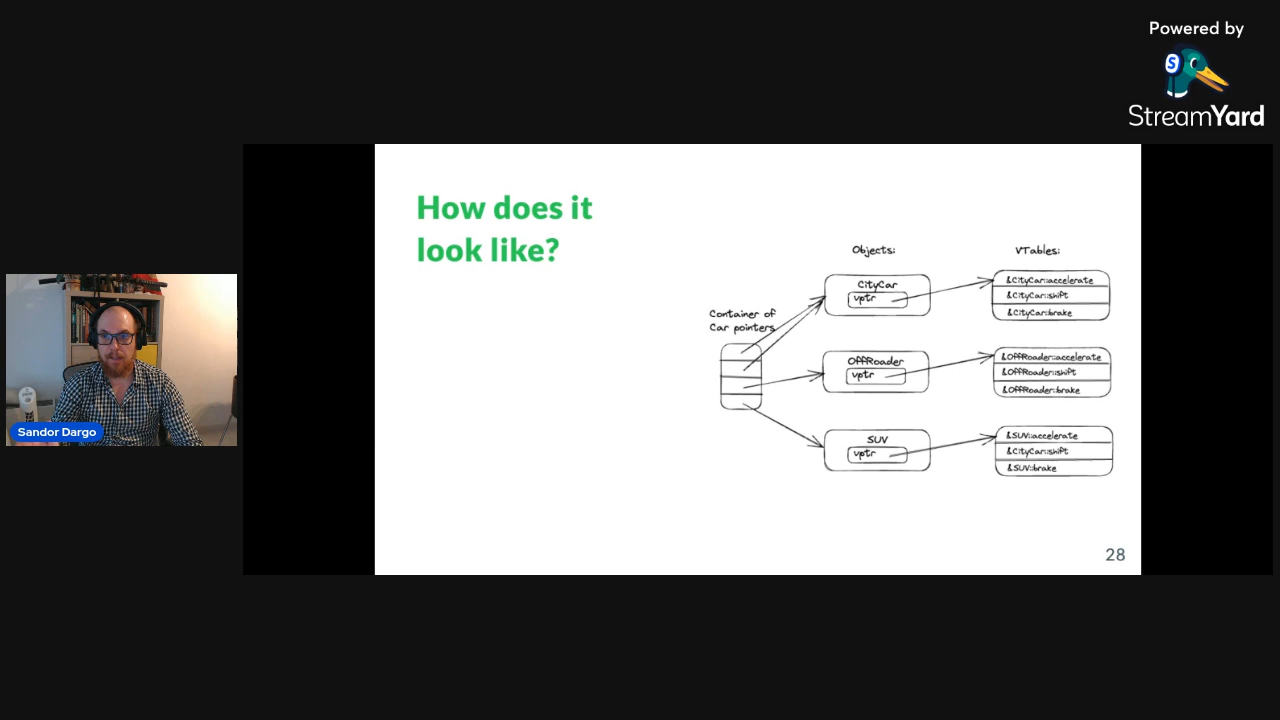 Powered by
StreamYard
How does it
look like?
Objects:
VTables:
Container of
Car pointers
CityCar
vptr
&CityCar::accelerate
&CityCar::shift
&CityCar::brake
OffRoader
vptr
&OffRoader::accelerate
&OffRoader::shift
&OffRoader::brake
SUV
vptr
&SUV::accelerate
&CityCar::shift
&SUV::brake
28
Sandor Dargo